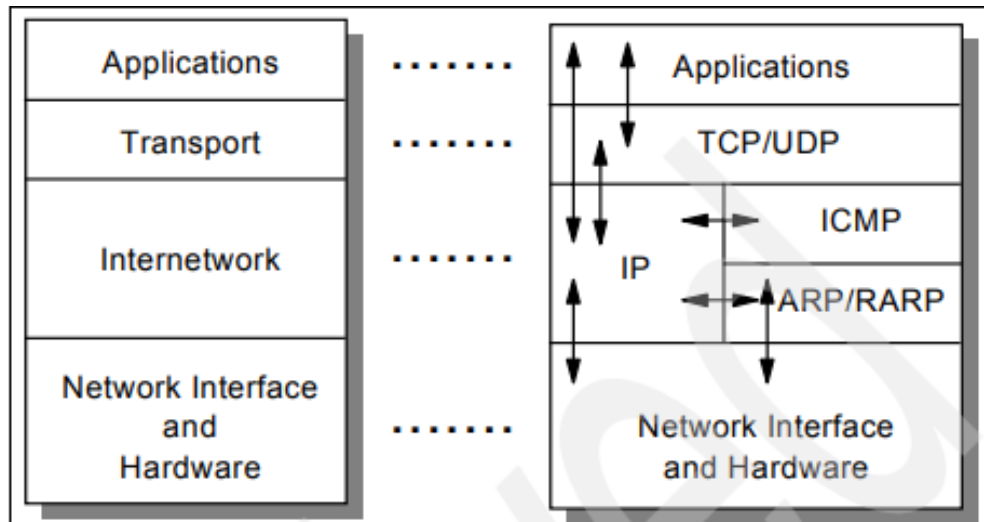 Applications
Transport
Internetwork
Network Interface
and
Hardware
Applications
TCP/UDP
ICMP
IP
ARP/RARP
Network Interface
and Hardware